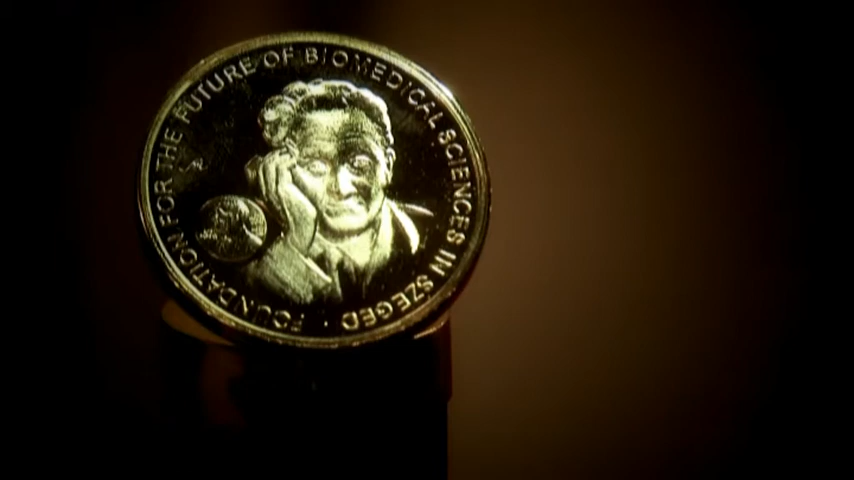 FOUNDATION FOR THE FUTURE OF BIOMEDICAL SCIENCES IN SZEGED ·